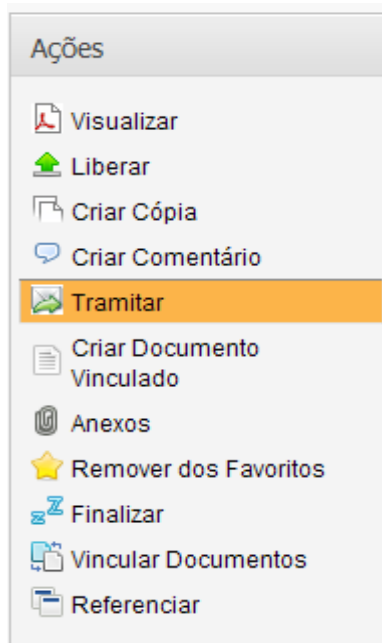 Ações
Visualizar
Liberar
Criar Cópia
Criar Comentário
Tramitar
Criar Documento
Vinculado
Anexos
Remover dos Favoritos
Finalizar
Vincular Documentos
Referenciar